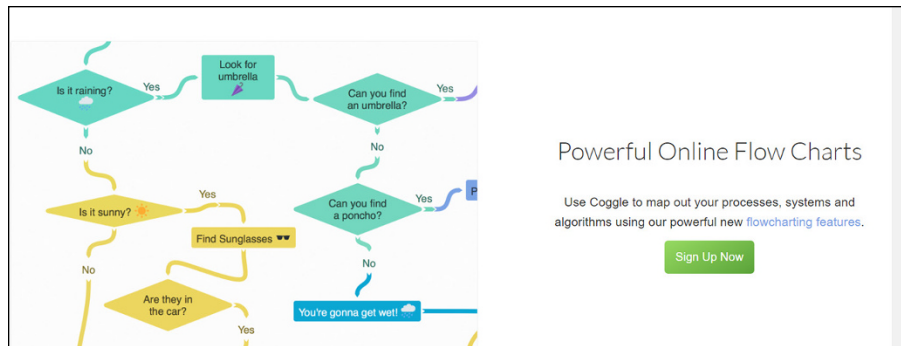 Look for
umbrella
Is it raining?
Yes
Can you find
an umbrella?
Yes
No
No
Is it sunny?
Yes
Can you find
a poncho?
Yes
P
Find Sunglasses
No
No
Are they in
the car?
You're gonna get wet!
Yes
Powerful Online Flow Charts
Use Coggle to map out your processes, systems and
algorithms using our powerful new flowcharting features.
Sign Up Now